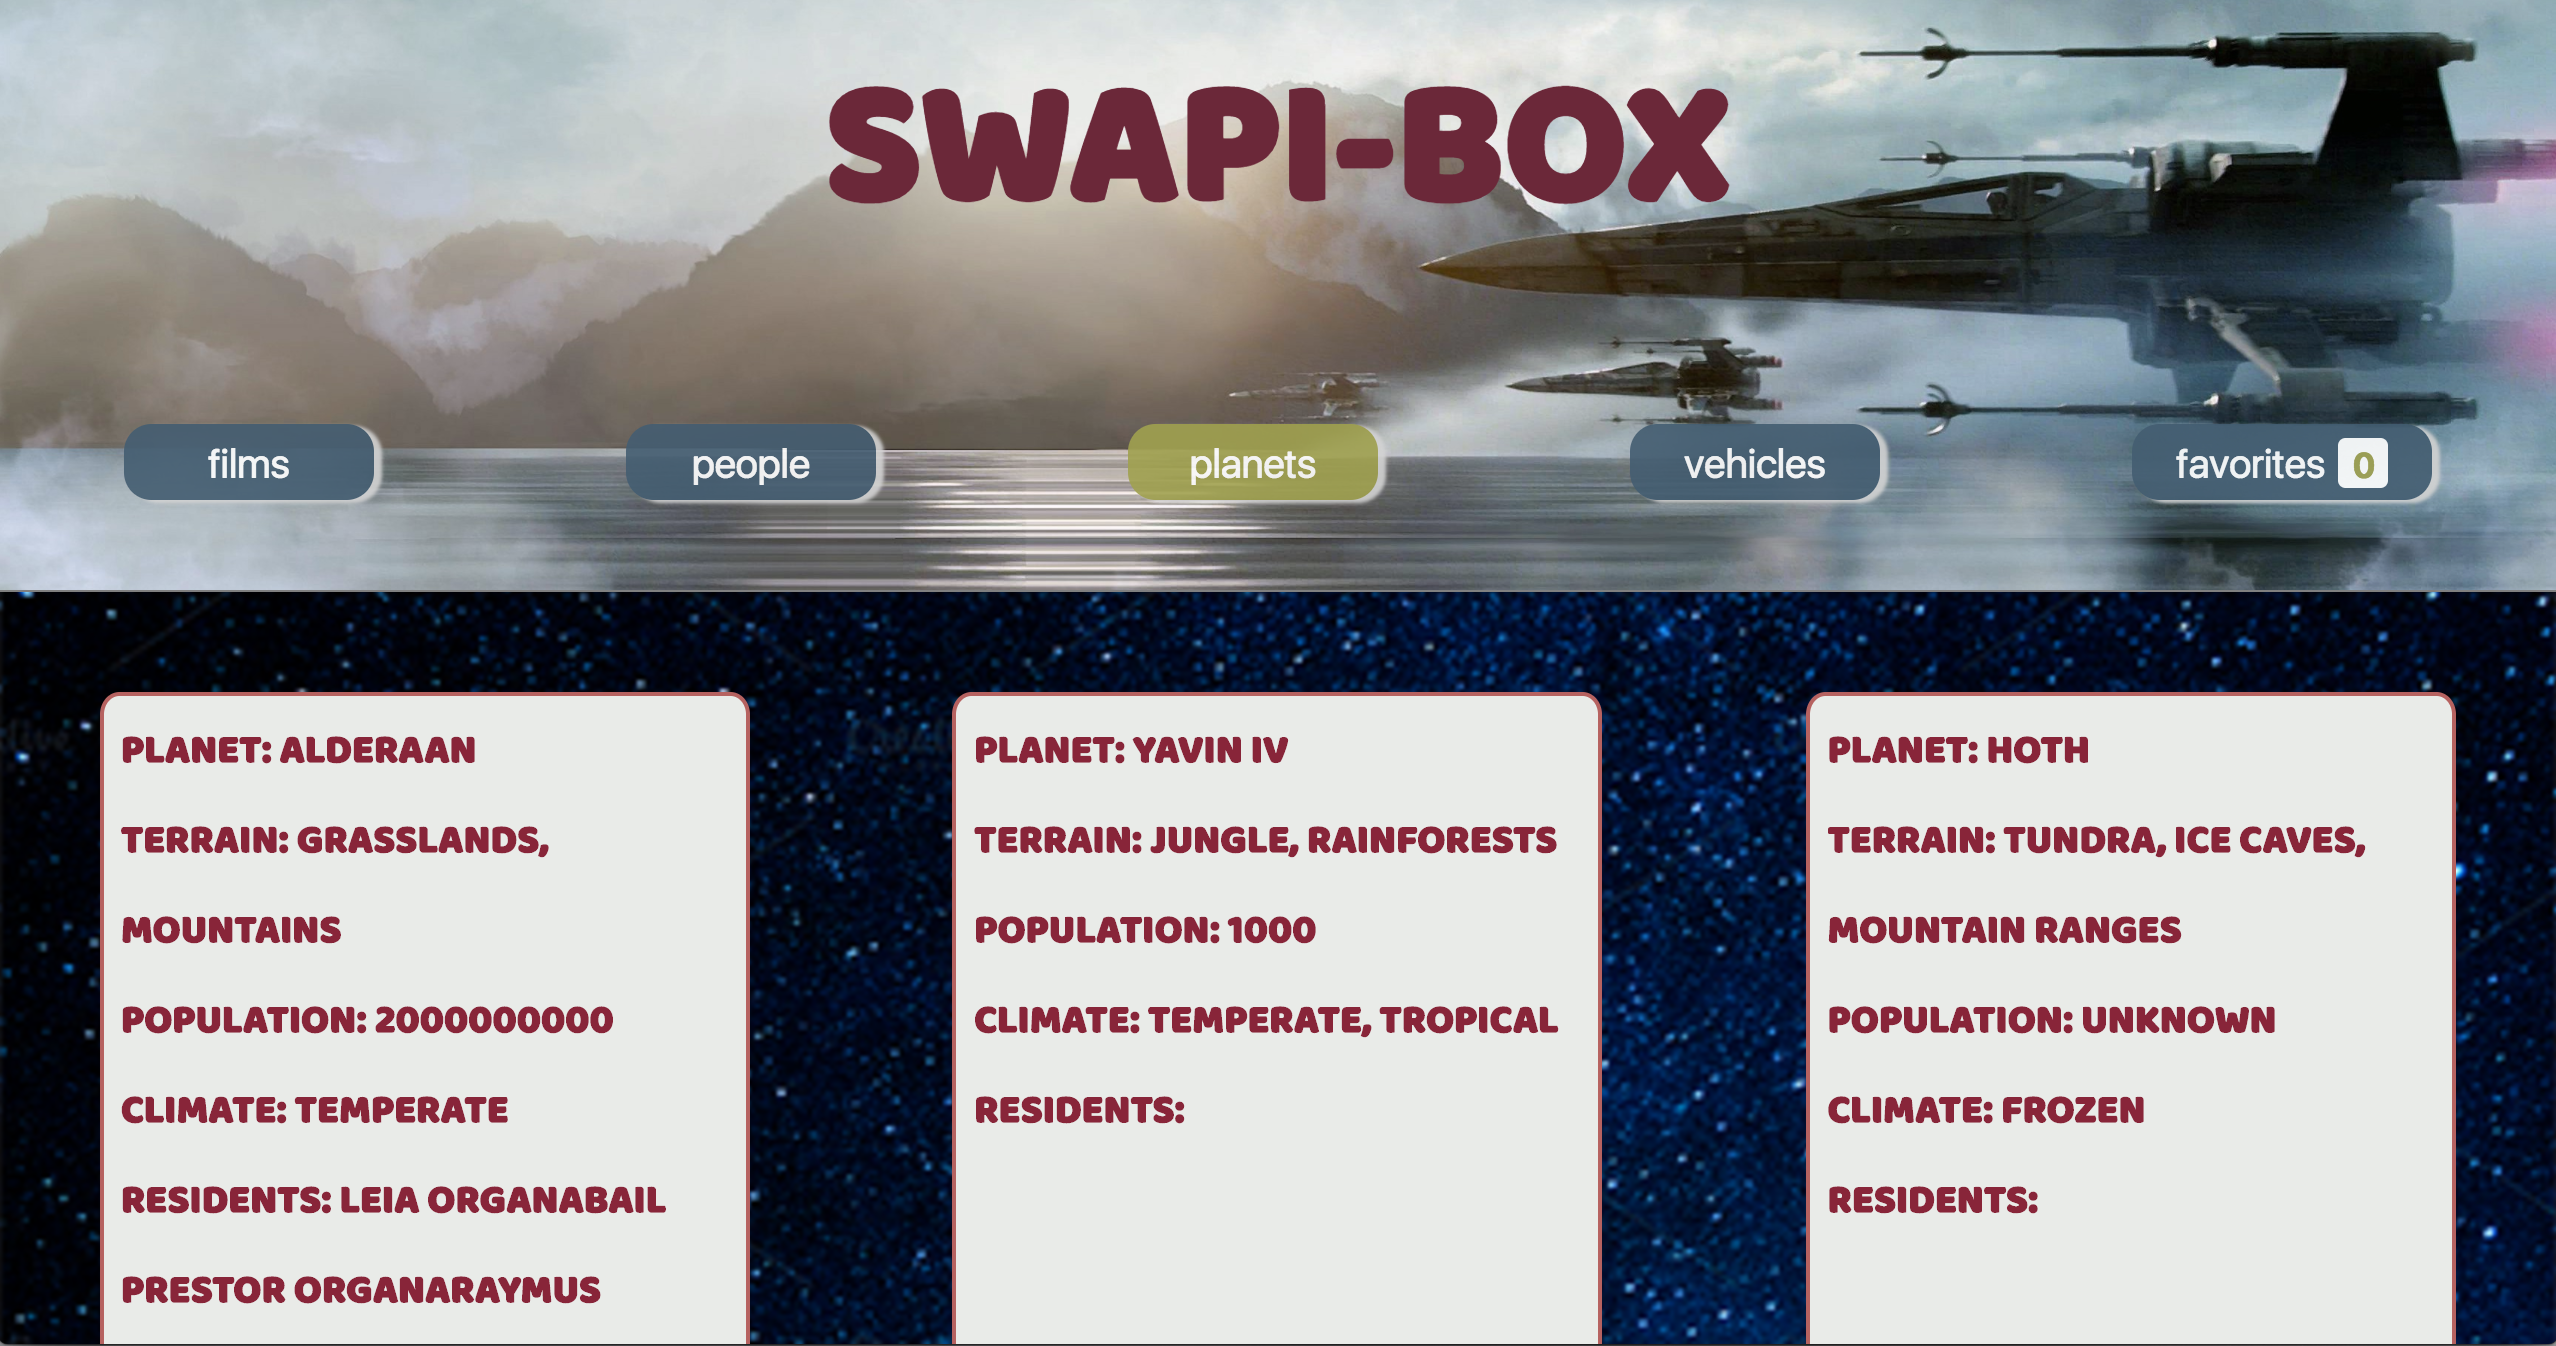 SWAPI-BOX
films
people
planets
vehicles
favorites 0
PLANET: ALDERAAN
TERRAIN: GRASSLANDS,
MOUNTAINS
POPULATION: 2000000000
CLIMATE: TEMPERATE
RESIDENTS: LEIA ORGANABAIL
PRESTOR ORGANARAYMUS
PLANET: YAVIN IV
TERRAIN: JUNGLE, RAINFORESTS
POPULATION: 1000
CLIMATE: TEMPERATE, TROPICAL
RESIDENTS:
PLANET: HOTH
TERRAIN: TUNDRA, ICE CAVES,
MOUNTAIN RANGES
POPULATION: UNKNOWN
CLIMATE: FROZEN
RESIDENTS: